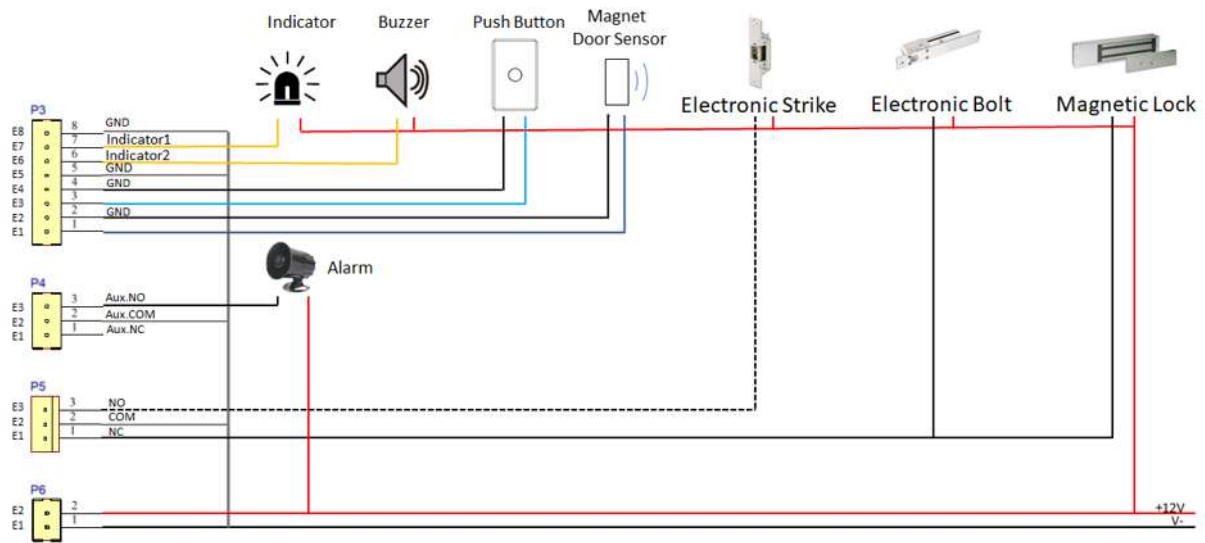 Indicator
Buzzer
Push Button
Magnet
Door Sensor
Electronic Strike
Electronic Bolt
Magnetic Lock
P3
E8 8 GND
E7 7 Indicator1
E6 6 Indicator2
E5 5 GND
E4 4 GND
E3 3
E2 2 GND
E1 1
Alarm
P4
E3 3 Aux.NO
E2 2 Aux.COM
E1 1 Aux.NC
P5
E3 3 NO
E2 2 COM
E1 1 NC
P6
E2 2 +12V
E1 1 V-